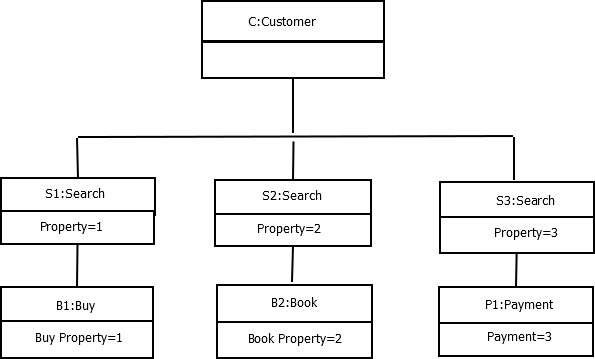 C:Customer
S1:Search
Property=1
S2:Search
Property=2
S3:Search
Property=3
B1:Buy
Buy Property=1
B2:Book
Book Property=2
P1:Payment
Payment=3